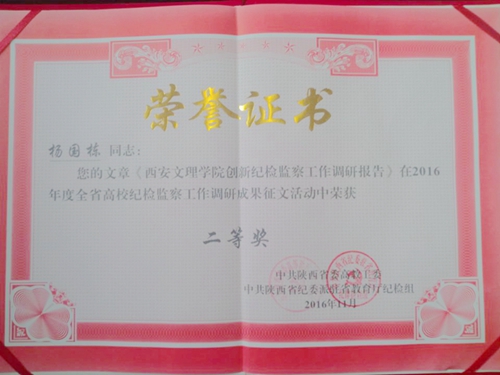 荣誉证书
杨国栋 同志：
您的文章《西安文理学院创新纪检监察工作调研报告》在2016
年度全省高校纪检监察工作调研成果征文活动中荣获
二等奖
中共陕西省委高教工委
中共陕西省纪委派驻省教育厅纪检组
2016年11月